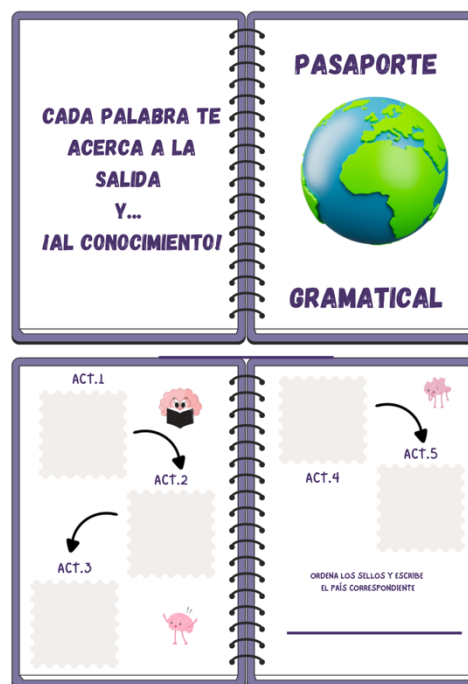 CADA PALABRA TE
ACERCA A LA
SALIDA
Y...
¡AL CONOCIMIENTO!
PASAPORTE
GRAMATICAL
ACT.1
ACT.2
ACT.3
ACT.4
ACT.5
ORDENA LOS SELLOS Y ESCRIBE
EL PAÍS CORRESPONDIENTE